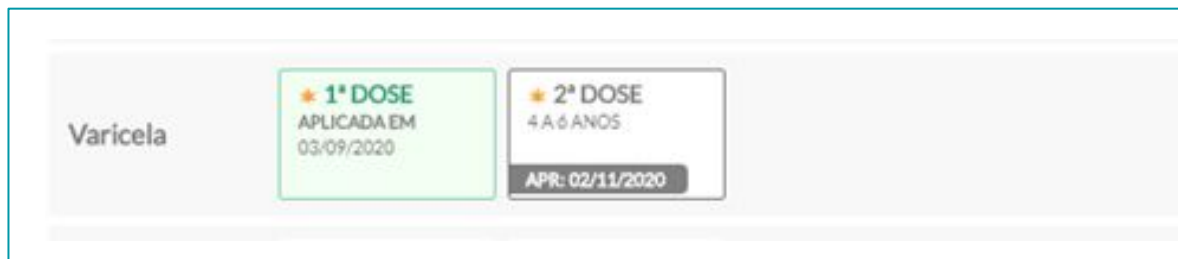 Varicela
1ª DOSE
APLICADA EM
03/09/2020
2ª DOSE
4 A 6 ANOS
APR: 02/11/2020